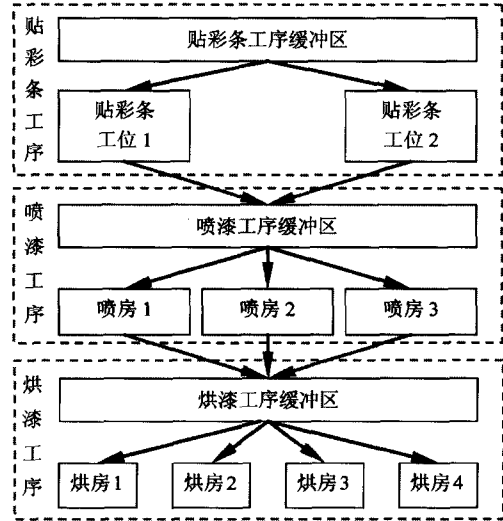 贴彩条工序
贴彩条工序缓冲区
贴彩条
工位 1
贴彩条
工位 2
喷漆工序
喷漆工序缓冲区
喷房 1
喷房 2
喷房 3
烘漆工序
烘漆工序缓冲区
烘房 1
烘房 2
烘房 3
烘房 4